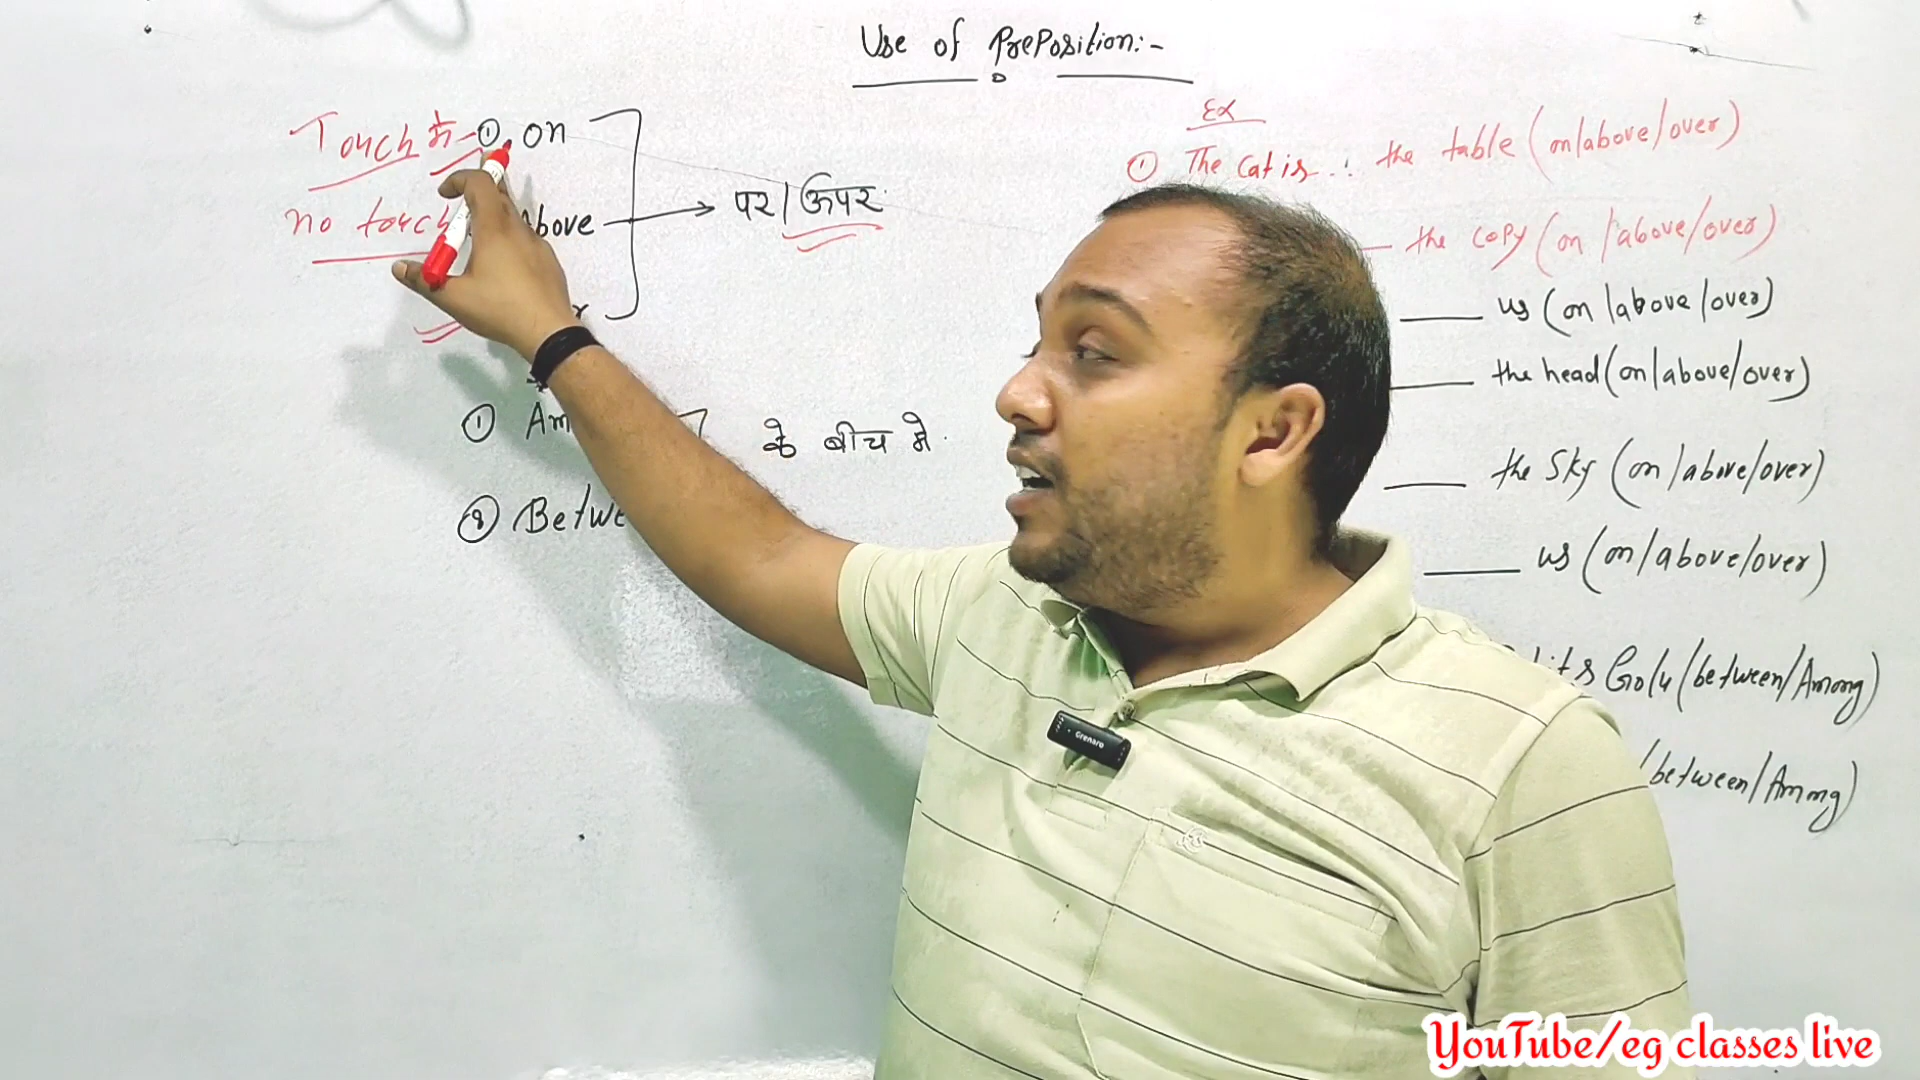 Use of Preposition:-
Touch में ① on
no touch
above
→ पर/ऊपर
① Am
के बीच में.
② Betwe
Ex
① The cat is .. the table (on/above/over)
the copy (on/above/over)
us (on/above/over)
the head (on/above/over)
the Sky (on/above/over)
us (on/above/over)
Golu (between/Among)
/between/Among)
Grenaro
YouTube/eg classes live